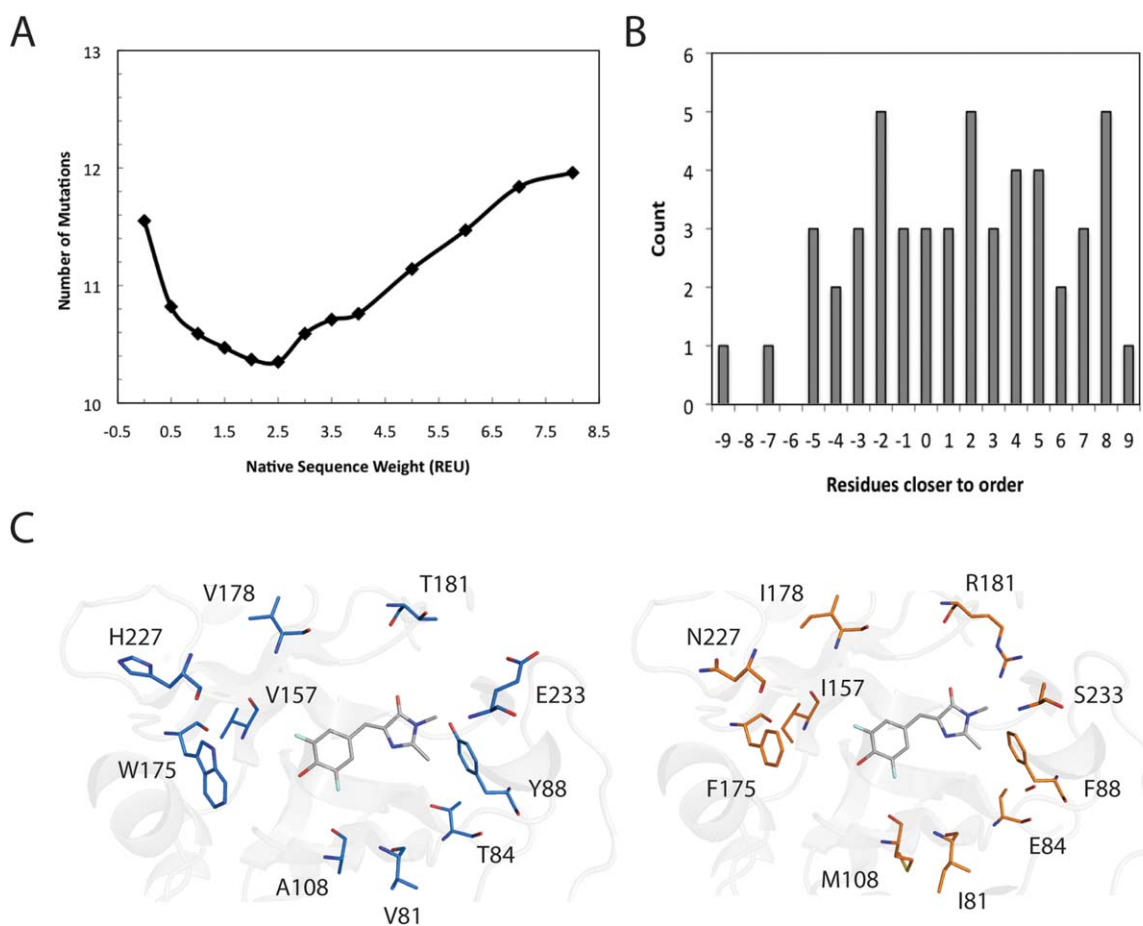 A
13
12
11
10
Number of Mutations
-0.5 0.5 1.5 2.5 3.5 4.5 5.5 6.5 7.5 8.5
Native Sequence Weight (REU)
B
6
5
4
3
2
1
0
Count
-9 -8 -7 -6 -5 -4 -3 -2 -1 0 1 2 3 4 5 6 7 8 9
Residues closer to order
C
V178
T181
H227
V157
E233
W175
Y88
T84
A108
V81
I178
R181
N227
I157
S233
F175
F88
E84
M108
I81